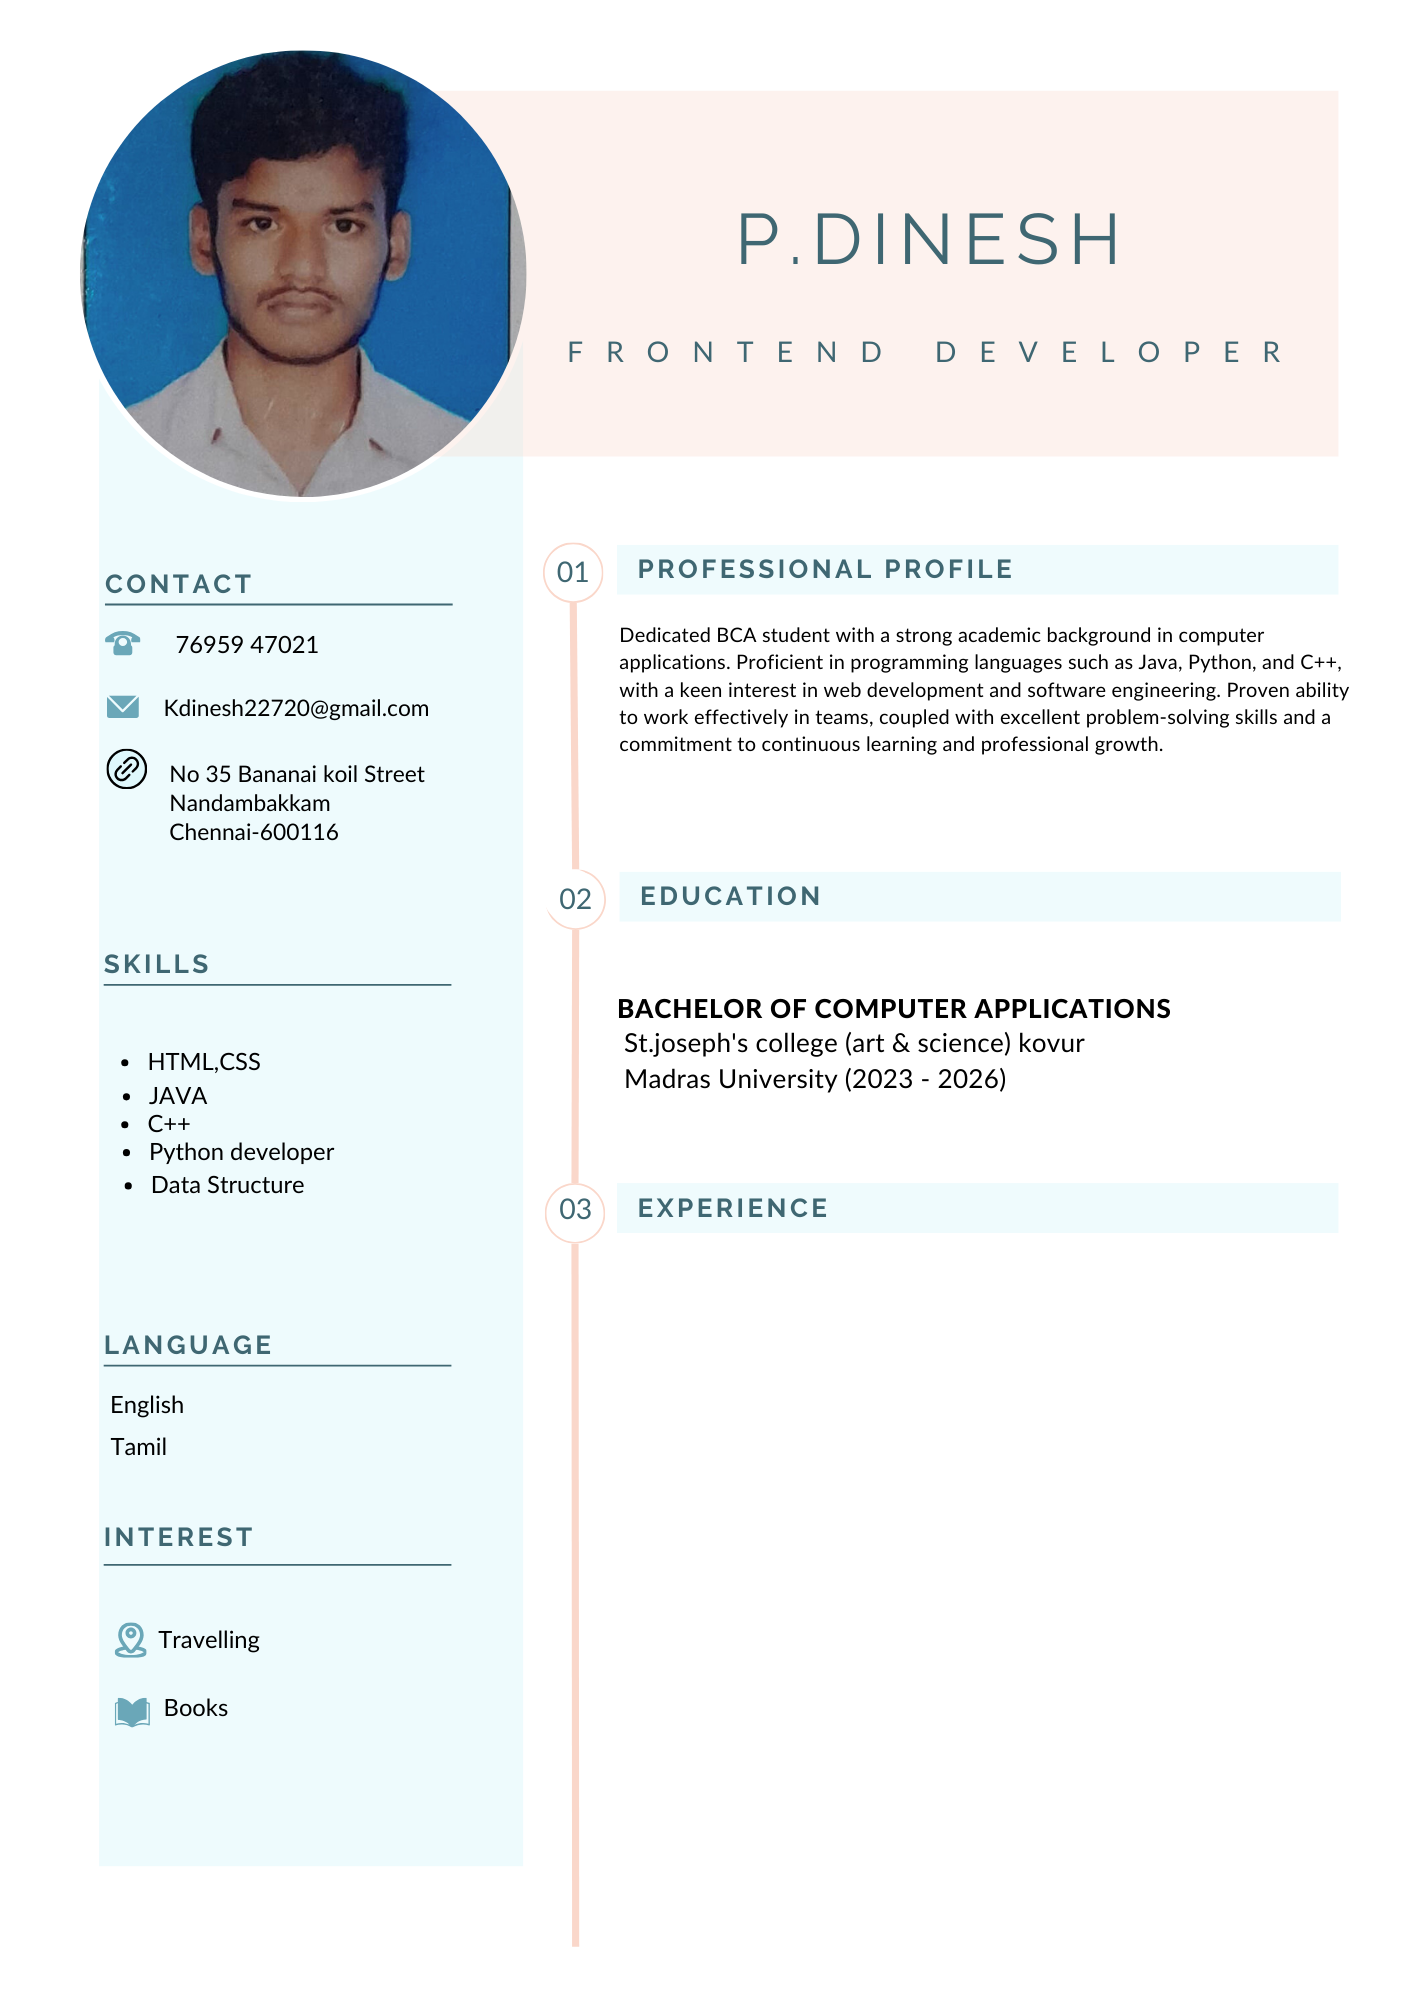 P.DINESH
FRONTEND DEVELOPER
CONTACT
76959 47021
Kdinesh22720@gmail.com
No 35 Bananai koil Street
Nandambakkam
Chennai-600116
SKILLS
• HTML,CSS
• JAVA
• C++
• Python developer
• Data Structure
LANGUAGE
English
Tamil
INTEREST
Travelling
Books
01 PROFESSIONAL PROFILE
Dedicated BCA student with a strong academic background in computer
applications. Proficient in programming languages such as Java, Python, and C++,
with a keen interest in web development and software engineering. Proven ability
to work effectively in teams, coupled with excellent problem-solving skills and a
commitment to continuous learning and professional growth.
02 EDUCATION
BACHELOR OF COMPUTER APPLICATIONS
St.joseph's college (art & science) kovur
Madras University (2023 - 2026)
03 EXPERIENCE